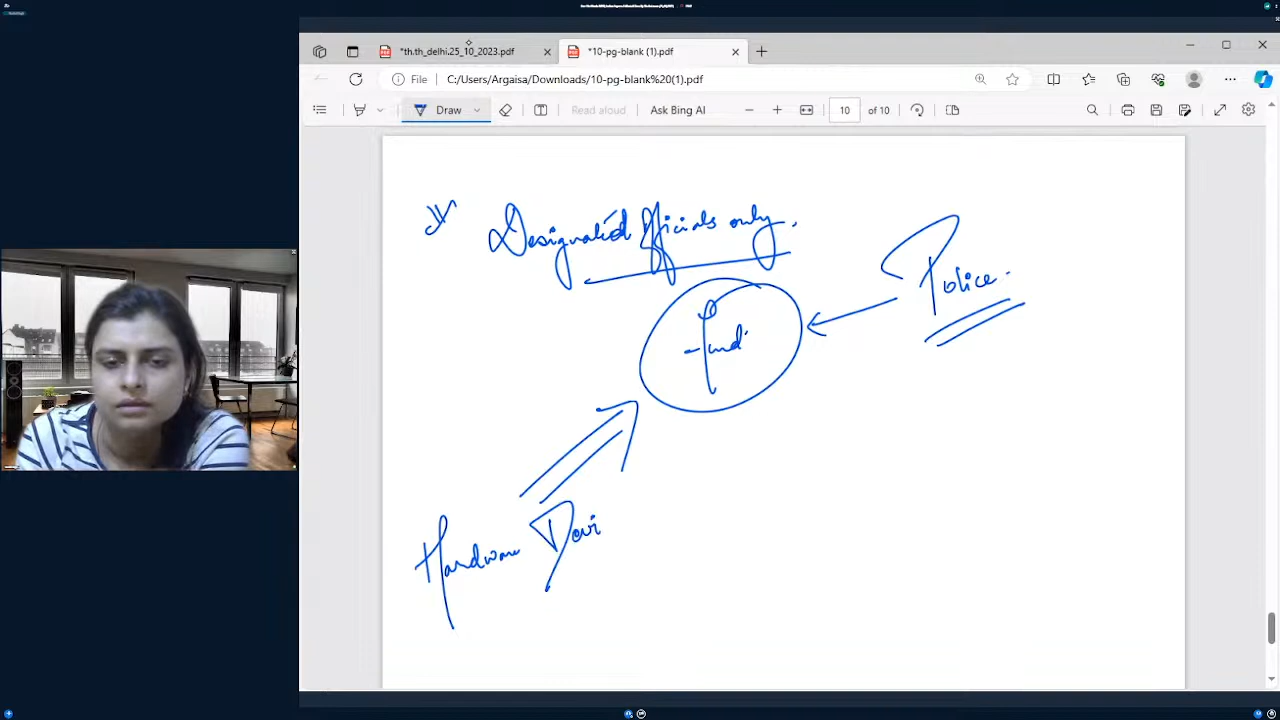 *th.th_delhi.25_10_2023.pdf
*10-pg-blank (1).pdf
File
C:/Users/Argaisa/Downloads/10-pg-blank%20(1).pdf
Draw
Read aloud
Ask Bing AI
10 of 10
Designated Officials only.
Police.
Hardware Devi